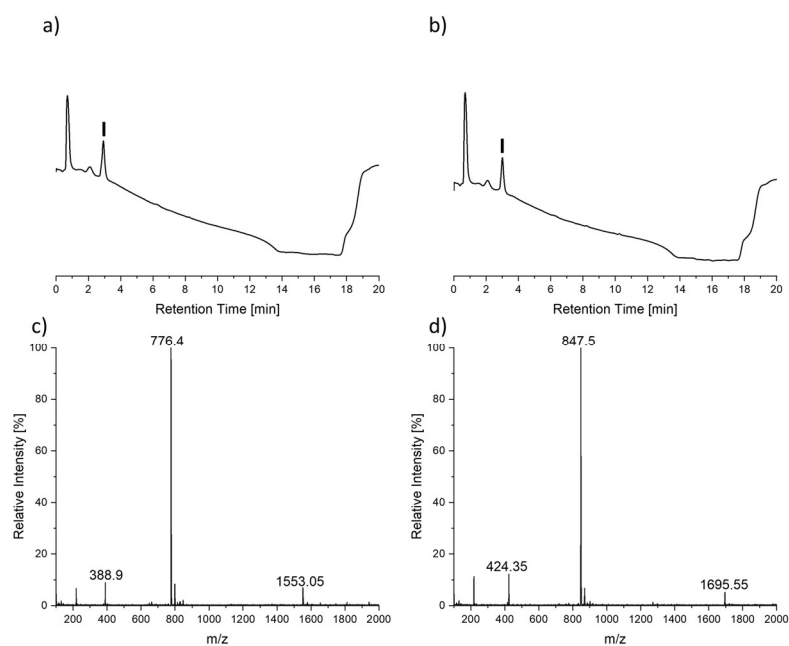 a)
b)
0 2 4 6 8 10 12 14 16 18 20
Retention Time [min]
0 2 4 6 8 10 12 14 16 18 20
Retention Time [min]
c)
d)
776.4
847.5
100
80
60
40
20
0
Relative Intensity [%]
388.9
1553.05
200 400 600 800 1000 1200 1400 1600 1800 2000
m/z
100
80
60
40
20
0
Relative Intensity [%]
424.35
1695.55
200 400 600 800 1000 1200 1400 1600 1800 2000
m/z